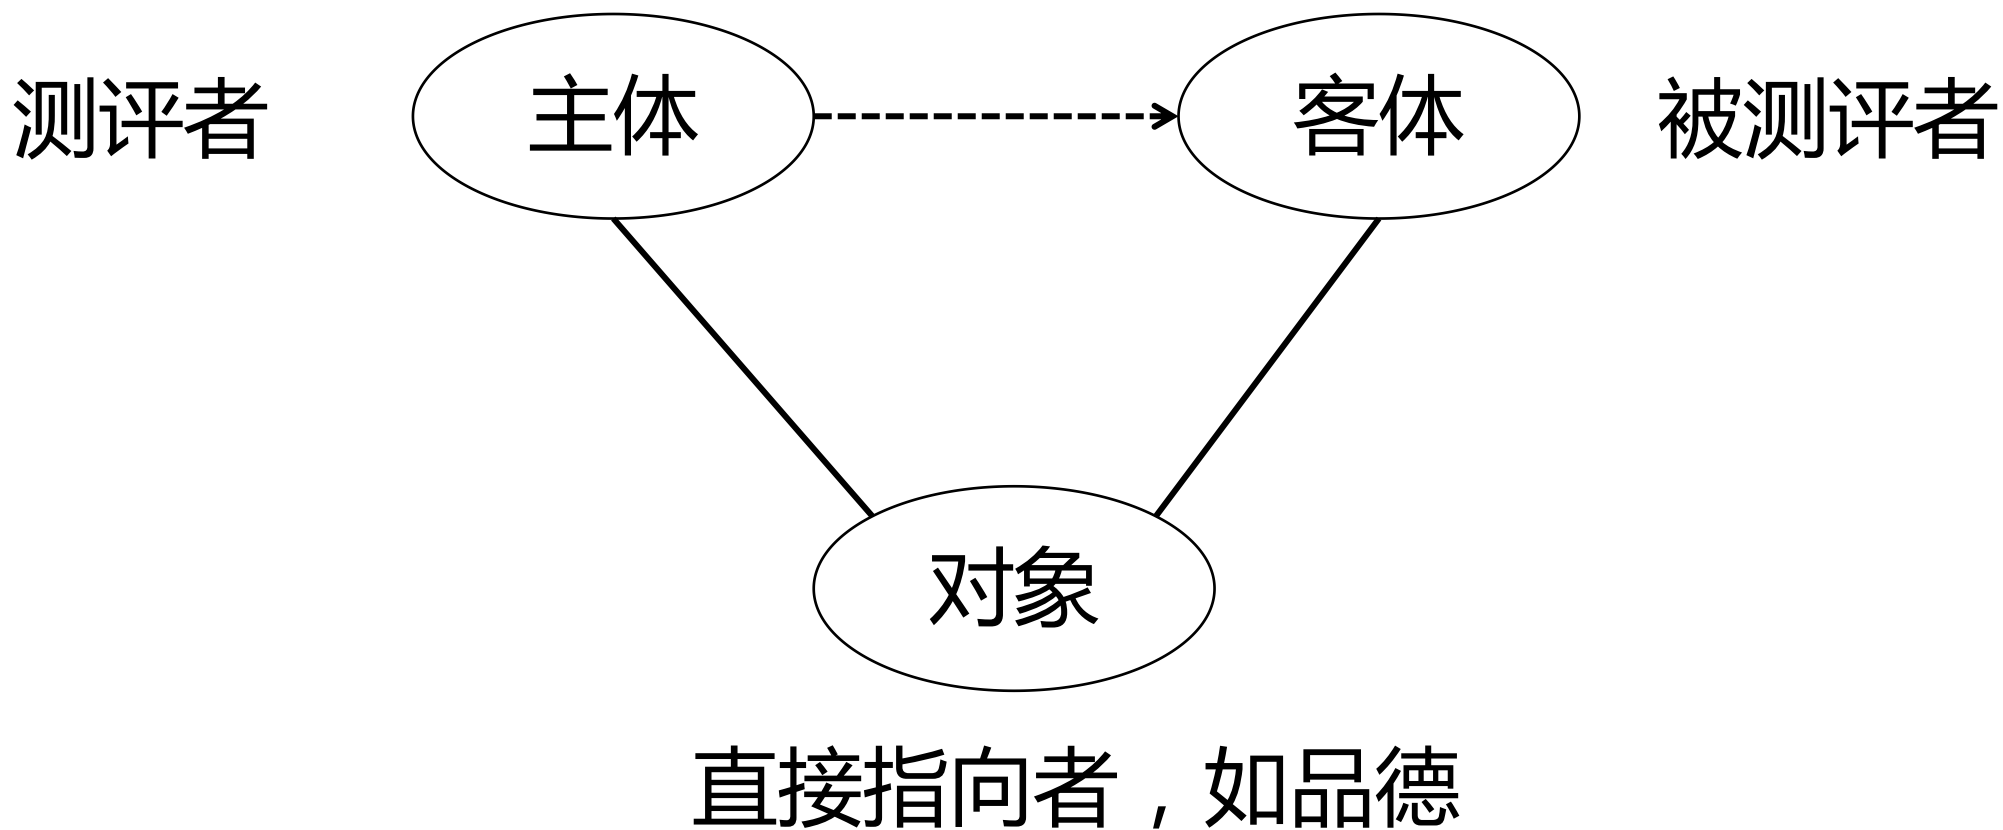 测评者
主体
客体
被测评者
对象
直接指向者，如品德